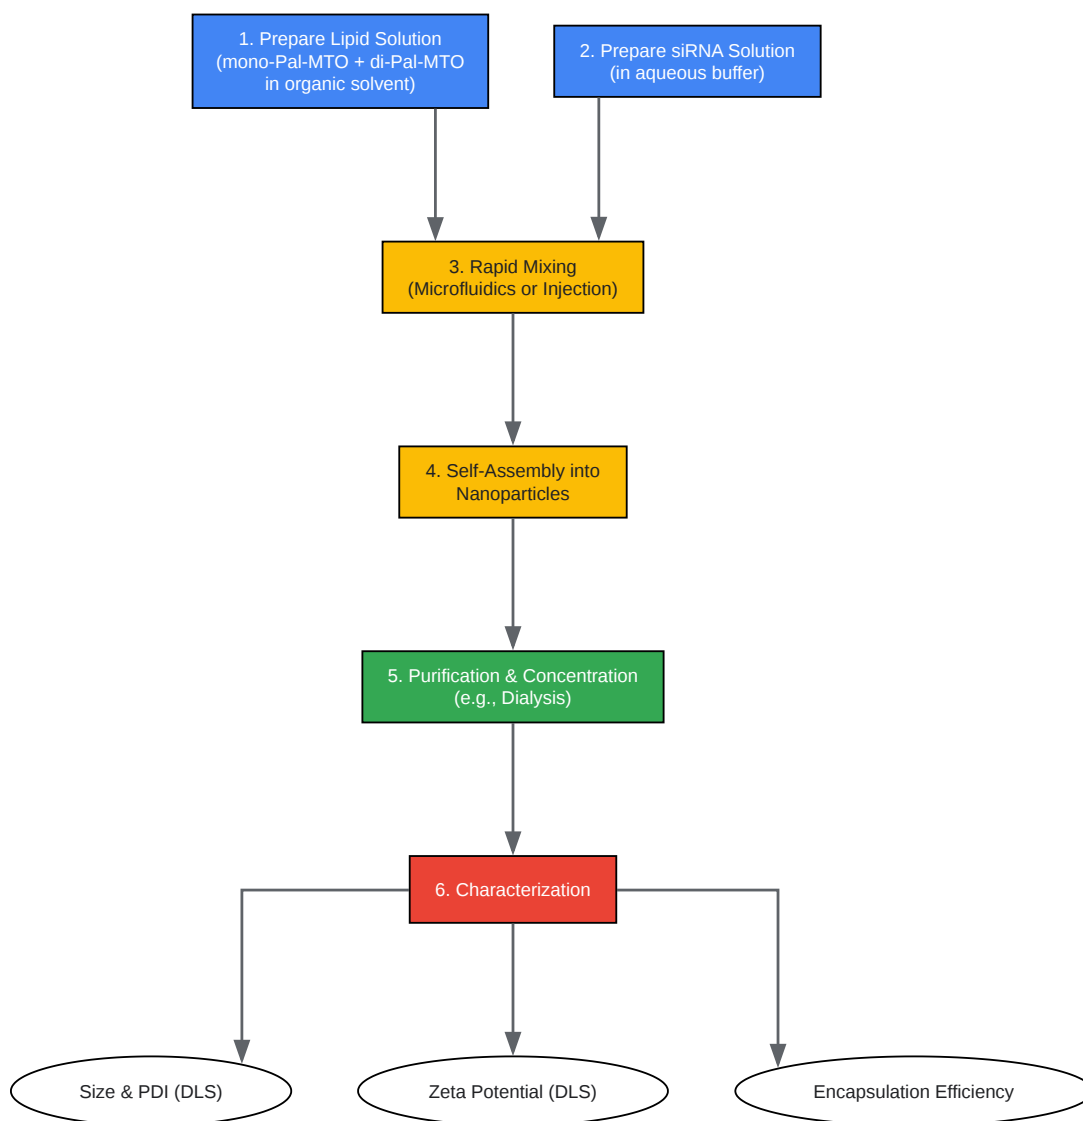 1. Prepare Lipid Solution
(mono-Pal-MTO + di-Pal-MTO
in organic solvent)
2. Prepare siRNA Solution
(in aqueous buffer)
3. Rapid Mixing
(Microfluidics or Injection)
4. Self-Assembly into
Nanoparticles
5. Purification & Concentration
(e.g., Dialysis)
6. Characterization
Size & PDI (DLS)
Zeta Potential (DLS)
Encapsulation Efficiency